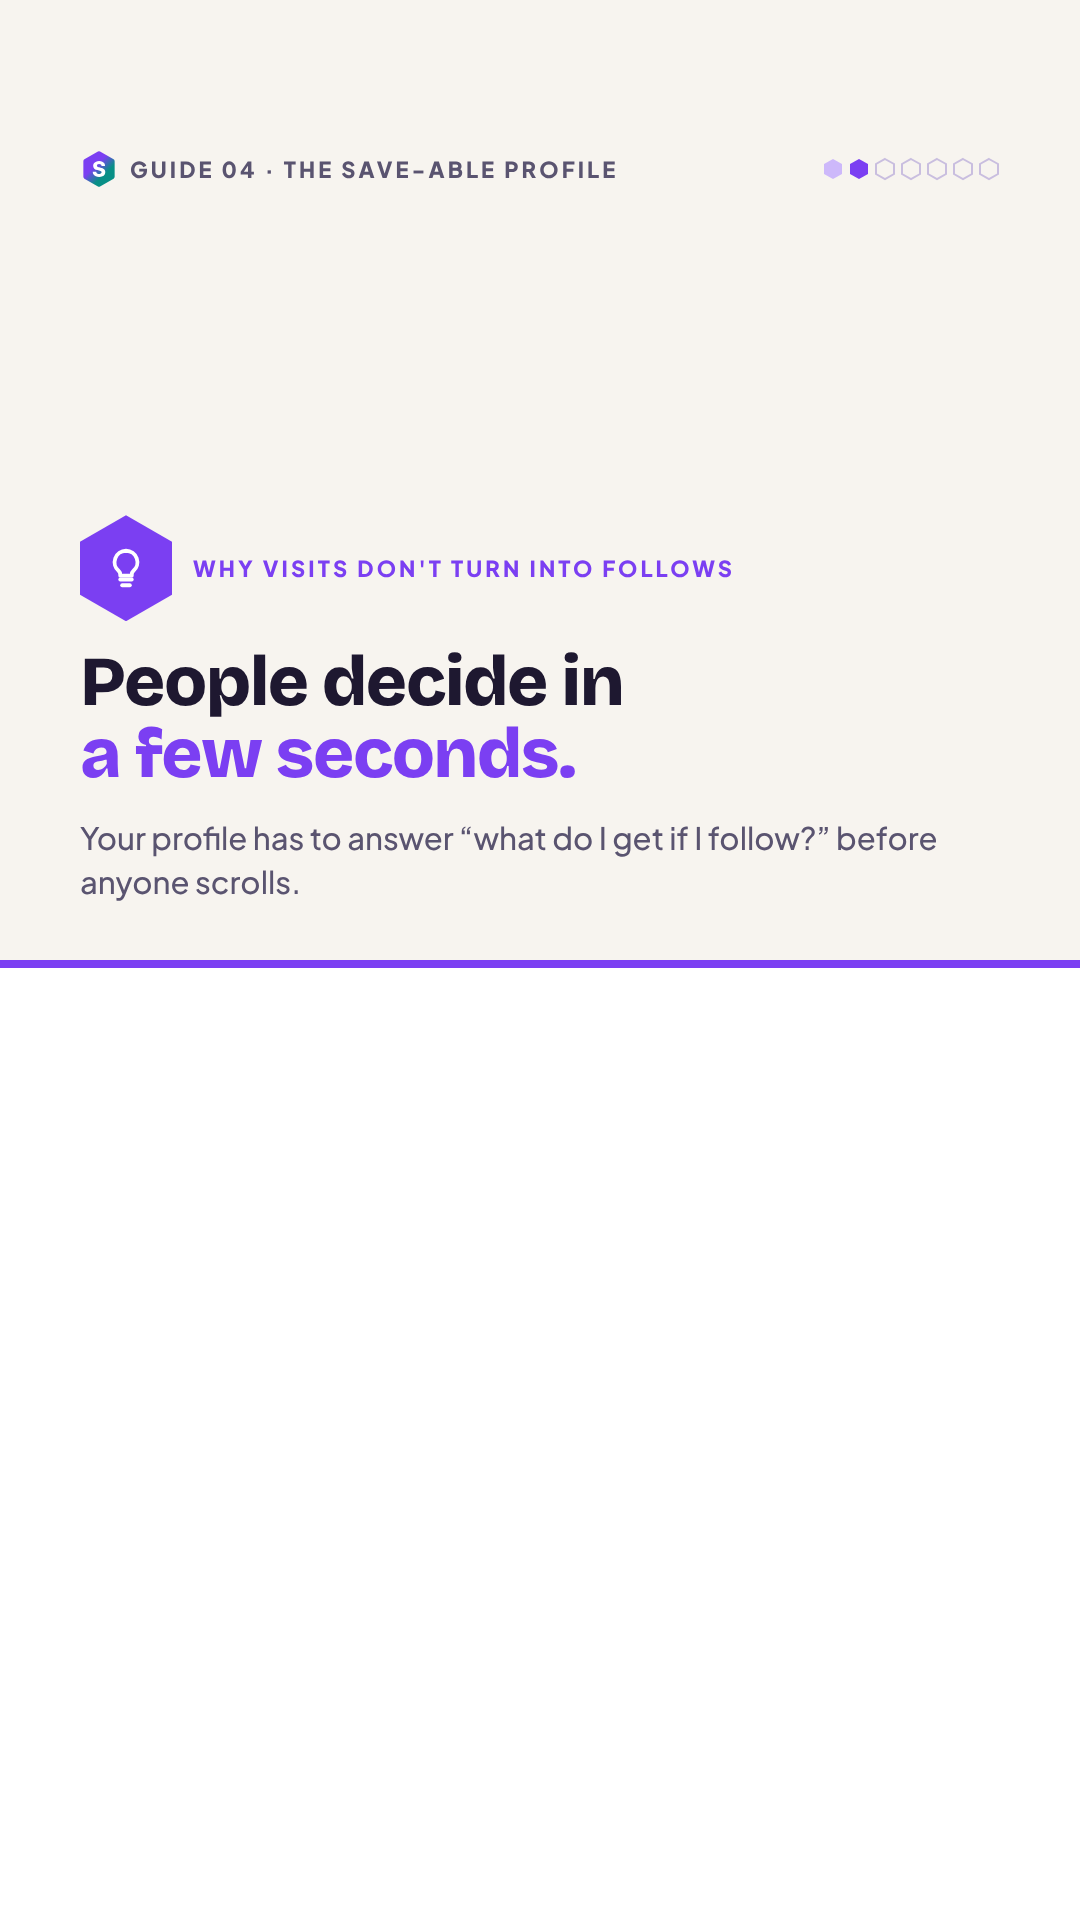 S GUIDE 04 · THE SAVE-ABLE PROFILE
WHY VISITS DON'T TURN INTO FOLLOWS
People decide in
a few seconds.
Your profile has to answer “what do I get if I follow?” before
anyone scrolls.